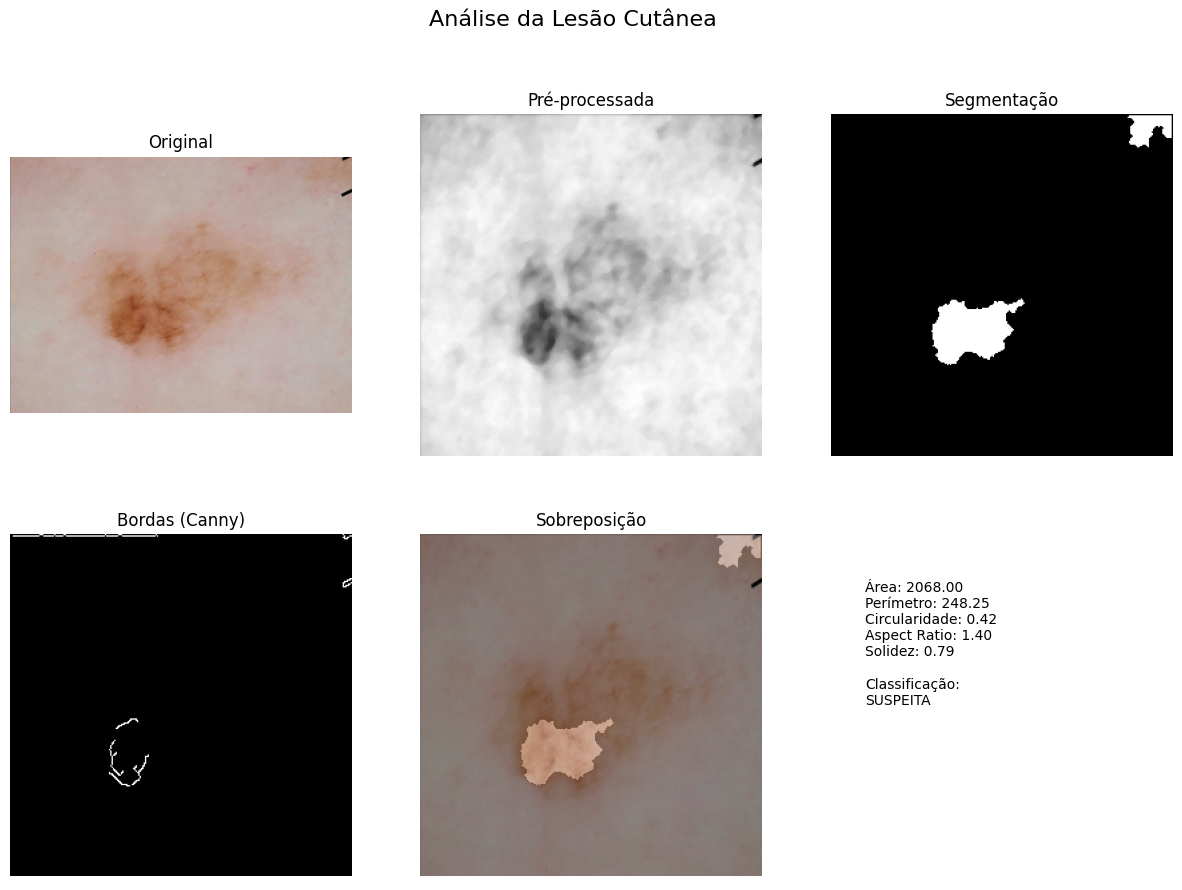 Análise da Lesão Cutânea
Original
Pré-processada
Segmentação
Bordas (Canny)
Sobreposição
Área: 2068.00
Perímetro: 248.25
Circularidade: 0.42
Aspect Ratio: 1.40
Solidez: 0.79
Classificação:
SUSPEITA